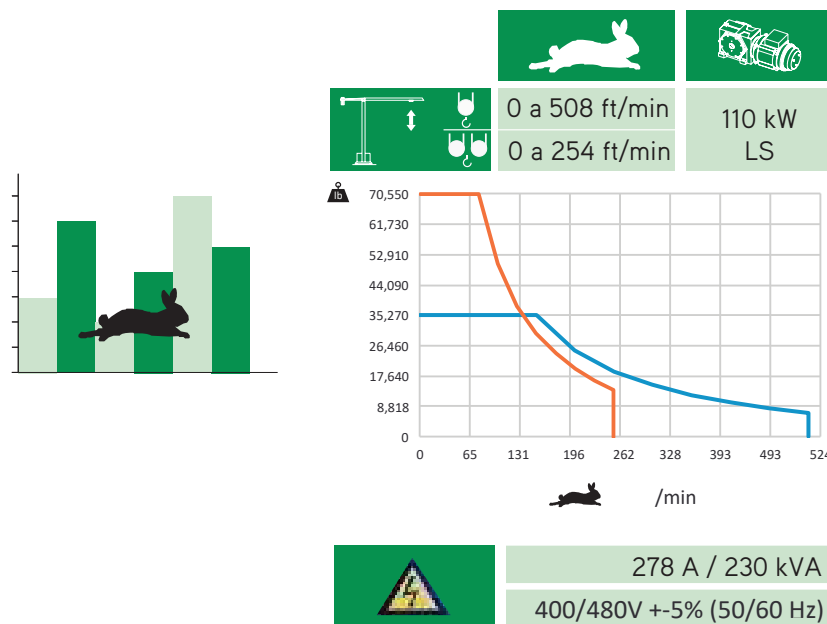 0 a 508 ft/min
0 a 254 ft/min
110 kW
LS
lb
70,550
61,730
52,910
44,090
35,270
26,460
17,640
8,818
0
0 65 131 196 262 328 393 493 524
/min
278 A / 230 kVA
400/480V +-5% (50/60 Hz)